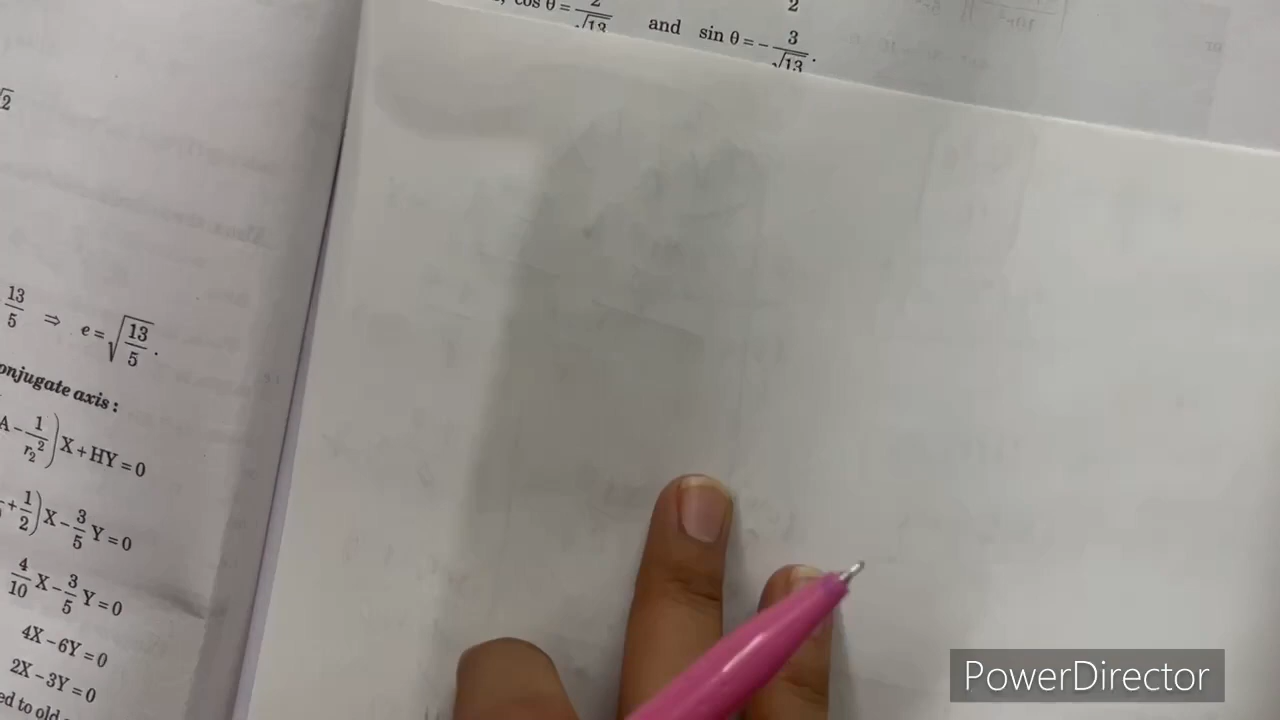 √2
13/5 ⇒ e = √(13/5).
onjugate axis :
A − 1/r₂²) X + HY = 0
+ 1/2) X − 3/5 Y = 0
4/10 X − 3/5 Y = 0
4X − 6Y = 0
2X − 3Y = 0
ed to old
2
cos θ = 2/√13 and sin θ = − 3/√13.
PowerDirector